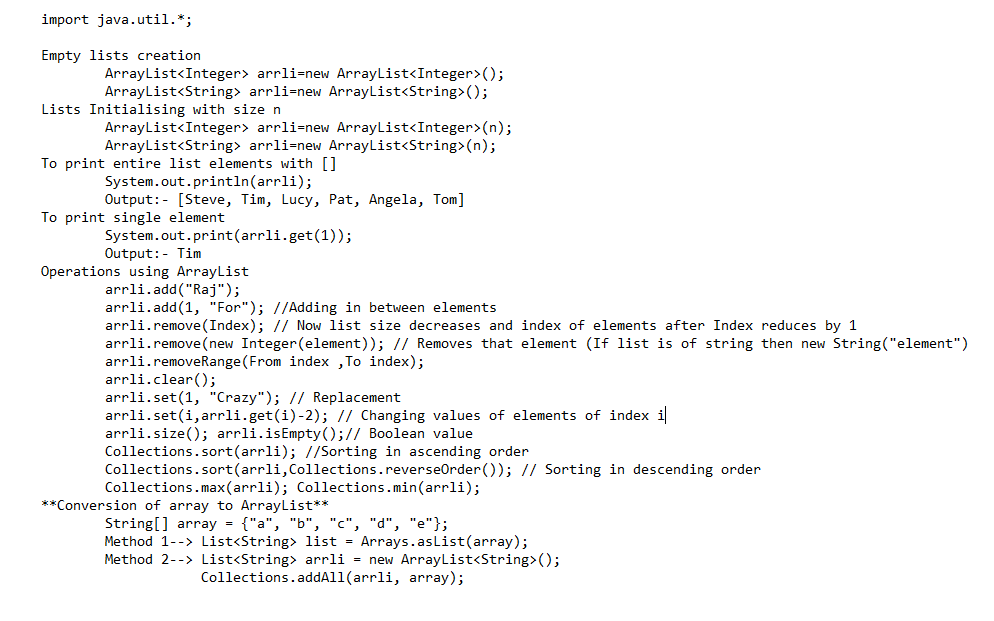 import java.util.*;
Empty lists creation
ArrayList<Integer> arrli=new ArrayList<Integer>();
ArrayList<String> arrli=new ArrayList<String>();
Lists Initialising with size n
ArrayList<Integer> arrli=new ArrayList<Integer>(n);
ArrayList<String> arrli=new ArrayList<String>(n);
To print entire list elements with []
System.out.println(arrli);
Output:- [Steve, Tim, Lucy, Pat, Angela, Tom]
To print single element
System.out.print(arrli.get(1));
Output:- Tim
Operations using ArrayList
arrli.add("Raj");
arrli.add(1, "For"); //Adding in between elements
arrli.remove(Index); // Now list size decreases and index of elements after Index reduces by 1
arrli.remove(new Integer(element)); // Removes that element (If list is of string then new String("element")
arrli.removeRange(From index ,To index);
arrli.clear();
arrli.set(1, "Crazy"); // Replacement
arrli.set(i,arrli.get(i)-2); // Changing values of elements of index i
arrli.size(); arrli.isEmpty();// Boolean value
Collections.sort(arrli); //Sorting in ascending order
Collections.sort(arrli,Collections.reverseOrder()); // Sorting in descending order
Collections.max(arrli); Collections.min(arrli);
**Conversion of array to ArrayList**
String[] array = {"a", "b", "c", "d", "e"};
Method 1--> List<String> list = Arrays.asList(array);
Method 2--> List<String> arrli = new ArrayList<String>();
Collections.addAll(arrli, array);